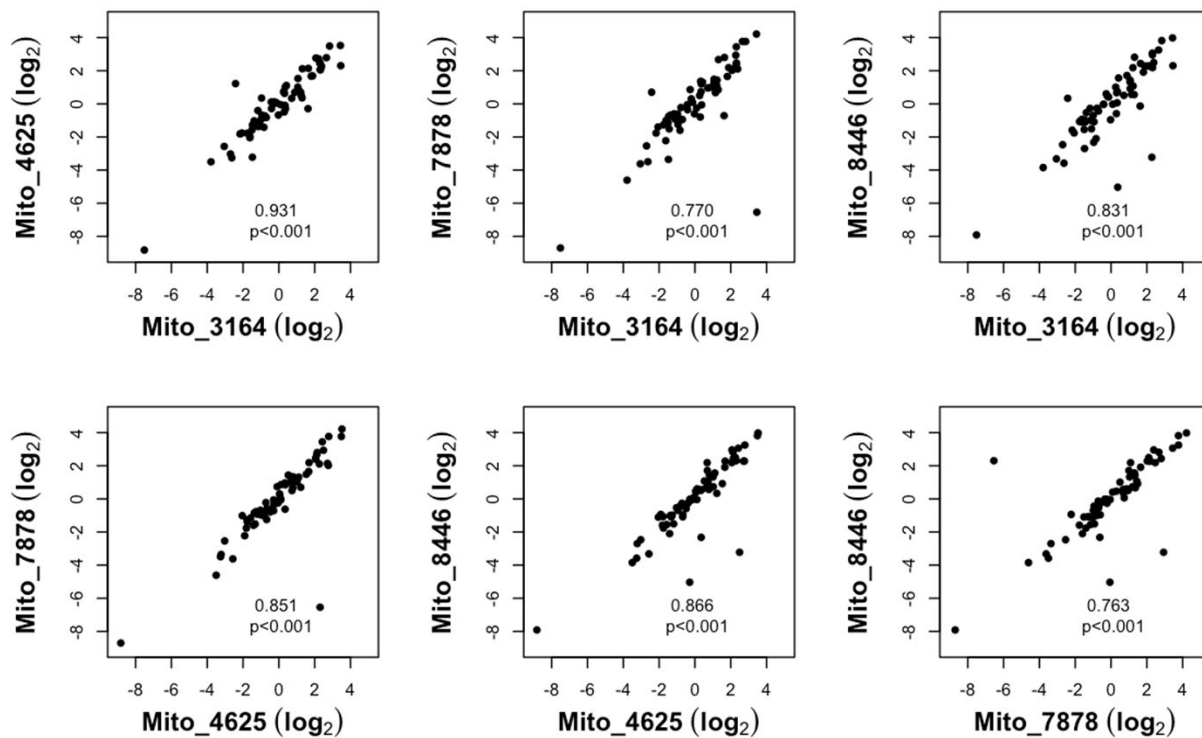 Mito_4625 (log2)
4
2
0
-2
-4
-6
-8
0.931
p<0.001
-8 -6 -4 -2 0 2 4
Mito_3164 (log2)
Mito_7878 (log2)
4
2
0
-2
-4
-6
-8
0.770
p<0.001
-8 -6 -4 -2 0 2 4
Mito_3164 (log2)
Mito_8446 (log2)
4
2
0
-2
-4
-6
-8
0.831
p<0.001
-8 -6 -4 -2 0 2 4
Mito_3164 (log2)
Mito_7878 (log2)
4
2
0
-2
-4
-6
-8
0.851
p<0.001
-8 -6 -4 -2 0 2 4
Mito_4625 (log2)
Mito_8446 (log2)
4
2
0
-2
-4
-6
-8
0.866
p<0.001
-8 -6 -4 -2 0 2 4
Mito_4625 (log2)
Mito_8446 (log2)
4
2
0
-2
-4
-6
-8
0.763
p<0.001
-8 -6 -4 -2 0 2 4
Mito_7878 (log2)